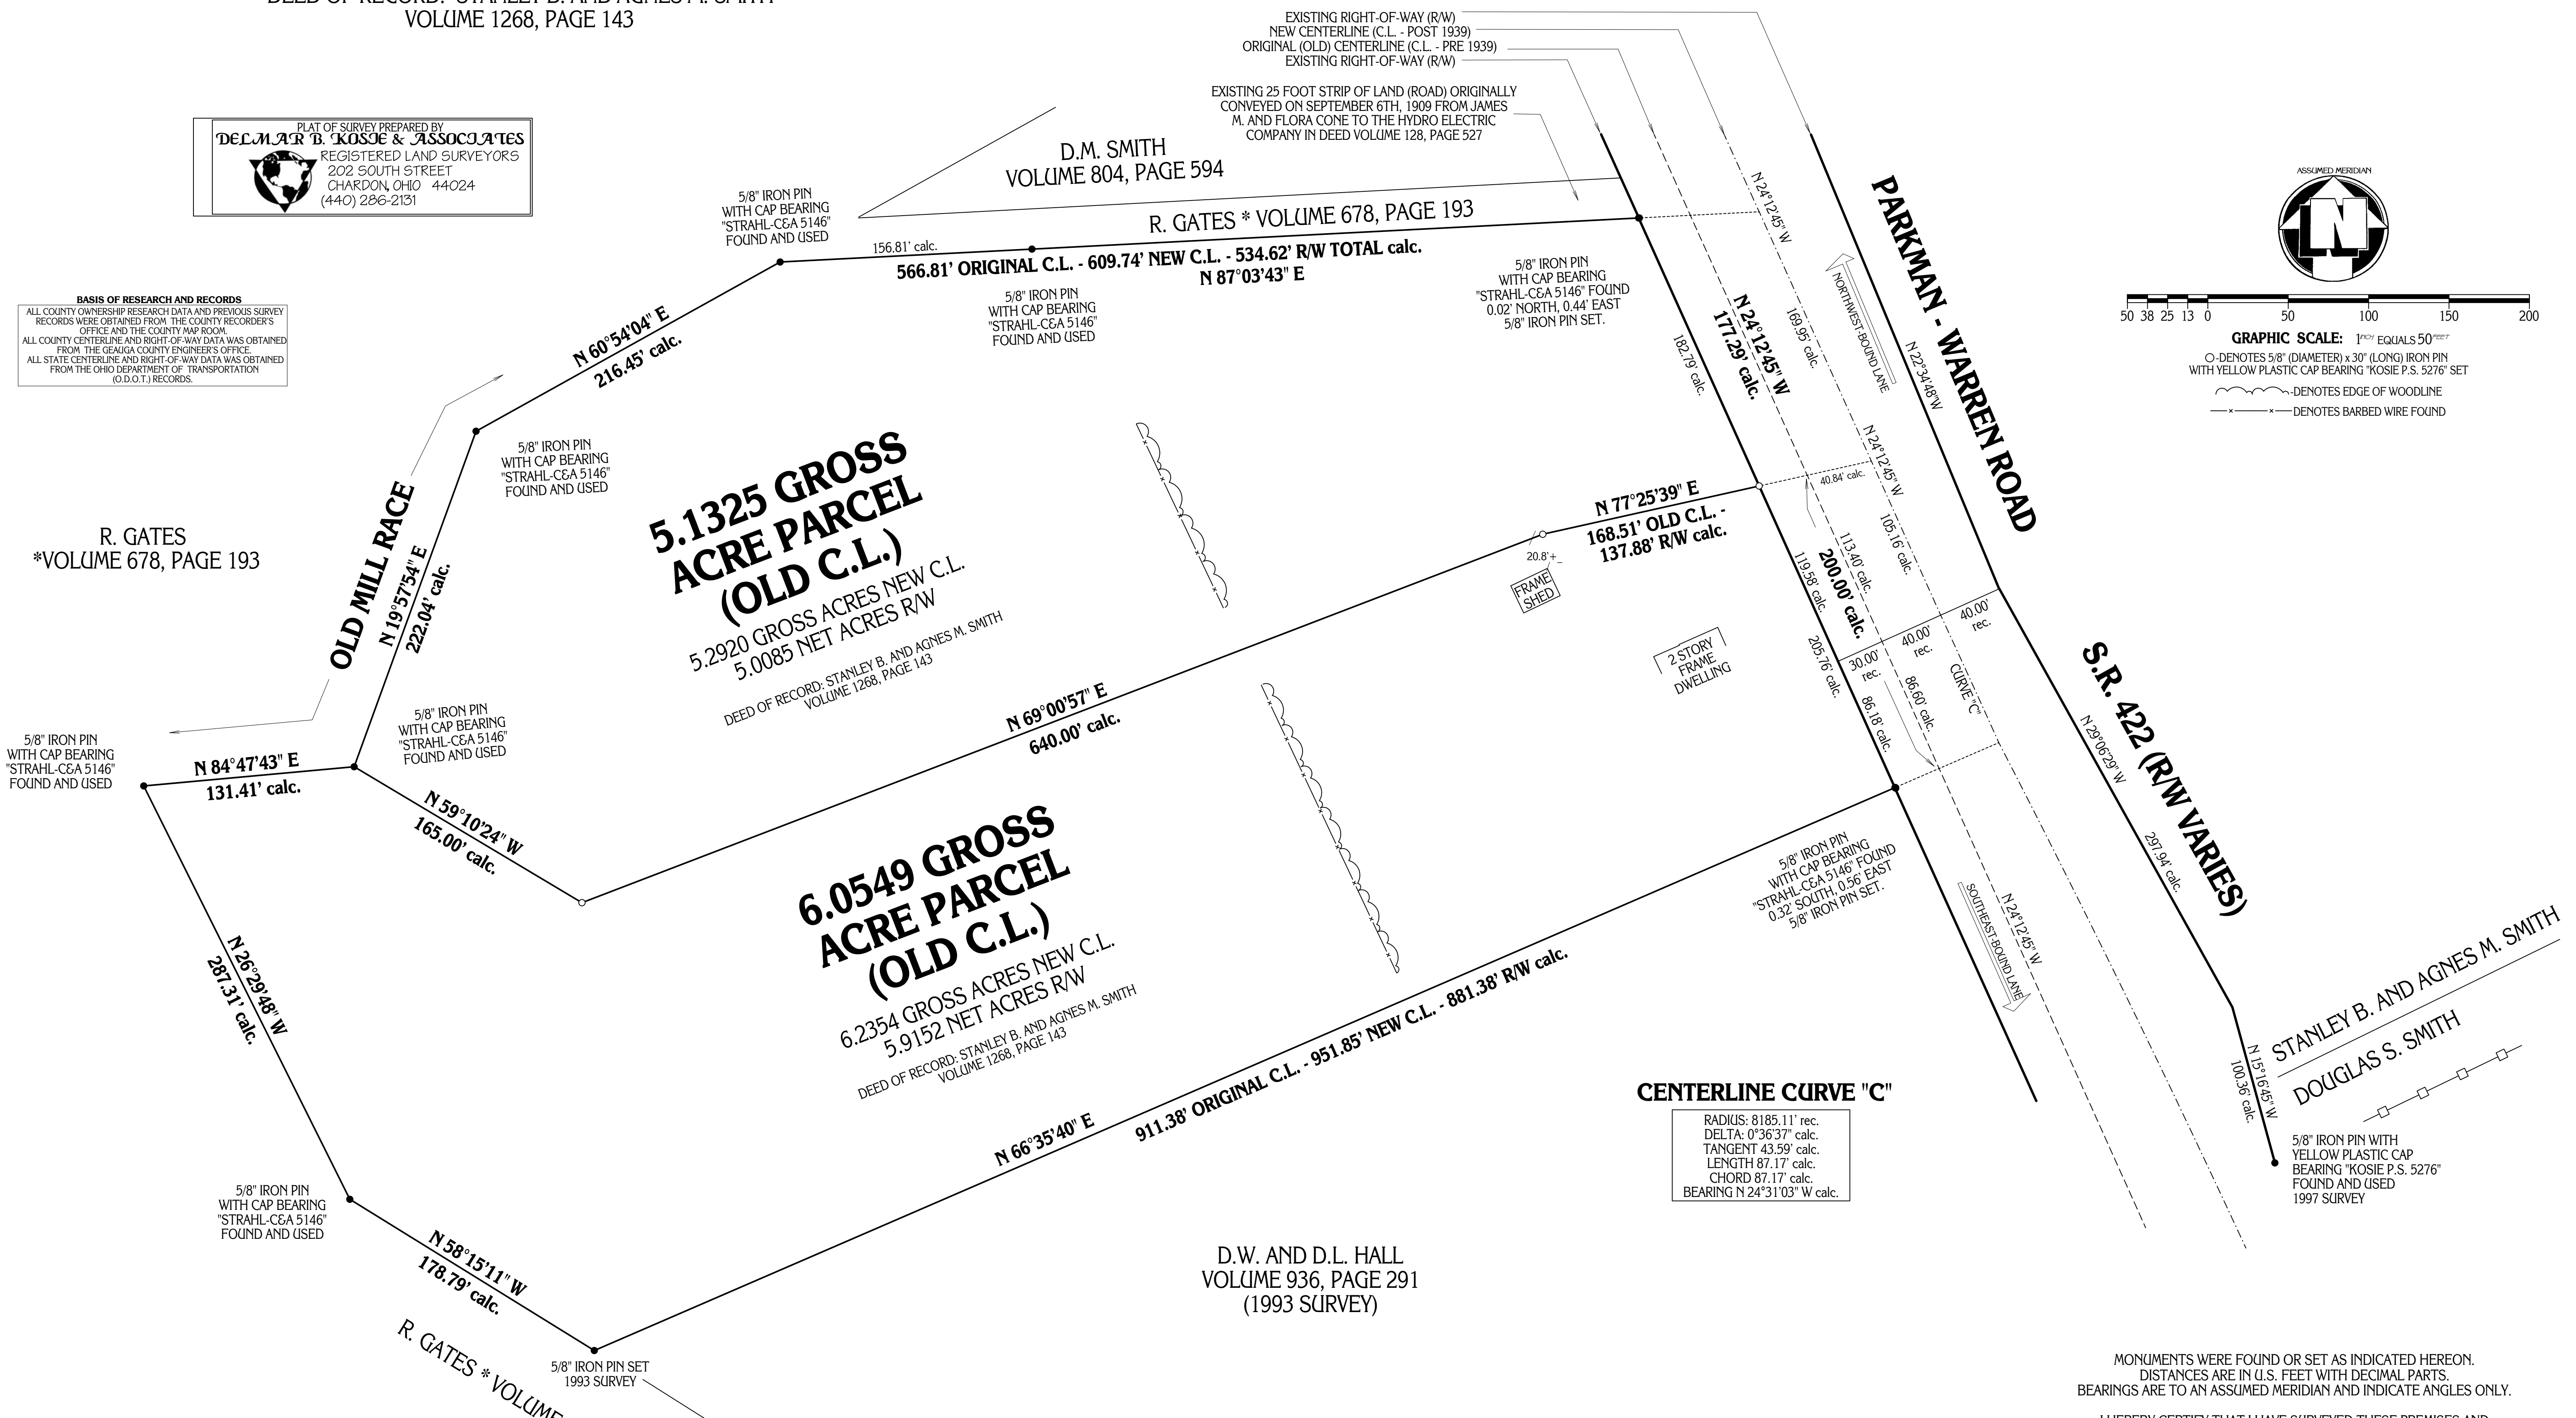 VOLUME 1268, PAGE 143
PLAT OF SURVEY PREPARED BY
DELMAR B. KOSIE & ASSOCIATES
REGISTERED LAND SURVEYORS
202 SOUTH STREET
CHARDON, OHIO 44024
(440) 286-2131
BASIS OF RESEARCH AND RECORDS
ALL COUNTY OWNERSHIP RESEARCH DATA AND PREVIOUS SURVEY
RECORDS WERE OBTAINED FROM THE COUNTY RECORDER'S
OFFICE AND THE COUNTY MAP ROOM.
ALL COUNTY CENTERLINE AND RIGHT-OF-WAY DATA WAS OBTAINED
FROM THE GEAUGA COUNTY ENGINEER'S OFFICE.
ALL STATE CENTERLINE AND RIGHT-OF-WAY DATA WAS OBTAINED
FROM THE OHIO DEPARTMENT OF TRANSPORTATION
(O.D.O.T.) RECORDS.
EXISTING RIGHT-OF-WAY (R/W)
NEW CENTERLINE (C.L. - POST 1939)
ORIGINAL (OLD) CENTERLINE (C.L. - PRE 1939)
EXISTING RIGHT-OF-WAY (R/W)
EXISTING 25 FOOT STRIP OF LAND (ROAD) ORIGINALLY
CONVEYED ON SEPTEMBER 6TH, 1909 FROM JAMES
M. AND FLORA CONE TO THE HYDRO ELECTRIC
COMPANY IN DEED VOLUME 128, PAGE 527
D.M. SMITH
VOLUME 804, PAGE 594
R. GATES * VOLUME 678, PAGE 193
5/8" IRON PIN
WITH CAP BEARING
"STRAHL-C&A 5146"
FOUND AND USED
156.81' calc.
566.81' ORIGINAL C.L. - 609.74' NEW C.L. - 534.62' R/W TOTAL calc.
N 87°03'43" E
5/8" IRON PIN
WITH CAP BEARING
"STRAHL-C&A 5146"
FOUND AND USED
5/8" IRON PIN
WITH CAP BEARING
"STRAHL-C&A 5146" FOUND
0.02' NORTH, 0.44' EAST
5/8" IRON PIN SET.
N 60°54'04" E
216.45' calc.
5/8" IRON PIN
WITH CAP BEARING
"STRAHL-C&A 5146"
FOUND AND USED
R. GATES
*VOLUME 678, PAGE 193
OLD MILL RACE
N 19°57'54" E
222.04' calc.
5.1325 GROSS
ACRE PARCEL
(OLD C.L.)
5.2920 GROSS ACRES NEW C.L.
5.0085 NET ACRES R/W
DEED OF RECORD: STANLEY B. AND AGNES M. SMITH
VOLUME 1268, PAGE 143
N 24°12'45" W
177.29' calc.
182.79' calc.
169.95' calc.
N 24°12'45" W
NORTHWEST-BOUND LANE
N 22°34'48"W
PARKMAN - WARREN ROAD
ASSUMED MERIDIAN
N
50 38 25 13 0 50 100 150 200
GRAPHIC SCALE: 1INCH EQUALS 50FEET
O-DENOTES 5/8" (DIAMETER) x 30" (LONG) IRON PIN
WITH YELLOW PLASTIC CAP BEARING "KOSIE P.S. 5276" SET
-DENOTES EDGE OF WOODLINE
DENOTES BARBED WIRE FOUND
N 77°25'39" E
168.51' OLD C.L. -
137.88' R/W calc.
40.84' calc.
N 24°12'45" W
105.16' calc.
20.8'+_
FRAME
SHED
2 STORY
FRAME
DWELLING
119.58' calc.
200.00' calc.
113.40' calc.
205.76' calc.
86.18' calc.
86.60' calc.
30.00'
rec.
40.00'
rec.
40.00'
rec.
CURVE "C"
S.R. 422 (R/W VARIES)
N 29°06'29" W
297.94' calc.
5/8" IRON PIN
WITH CAP BEARING
"STRAHL-C&A 5146"
FOUND AND USED
5/8" IRON PIN
WITH CAP BEARING
"STRAHL-C&A 5146"
FOUND AND USED
N 84°47'43" E
131.41' calc.
N 59°10'24" W
165.00' calc.
N 69°00'57" E
640.00' calc.
6.0549 GROSS
ACRE PARCEL
(OLD C.L.)
6.2354 GROSS ACRES NEW C.L.
5.9152 NET ACRES R/W
DEED OF RECORD: STANLEY B. AND AGNES M. SMITH
VOLUME 1268, PAGE 143
5/8" IRON PIN
WITH CAP BEARING
"STRAHL-C&A 5146" FOUND
0.32' SOUTH, 0.56' EAST
5/8" IRON PIN SET.
SOUTHEAST-BOUND LANE
N 24°12'45" W
N 26°29'48" W
287.31' calc.
N 66°35'40" E
911.38' ORIGINAL C.L. - 951.85' NEW C.L. - 881.38' R/W calc.
STANLEY B. AND AGNES M. SMITH
DOUGLAS S. SMITH
N 15°16'45" W
100.36' calc.
5/8" IRON PIN WITH
YELLOW PLASTIC CAP
BEARING "KOSIE P.S. 5276"
FOUND AND USED
1997 SURVEY
CENTERLINE CURVE "C"
RADIUS: 8185.11' rec.
DELTA: 0°36'37" calc.
TANGENT 43.59' calc.
LENGTH 87.17' calc.
CHORD 87.17' calc.
BEARING N 24°31'03" W calc.
5/8" IRON PIN
WITH CAP BEARING
"STRAHL-C&A 5146"
FOUND AND USED
N 58°15'11" W
178.79' calc.
R. GATES * VOLUME
5/8" IRON PIN SET
1993 SURVEY
D.W. AND D.L. HALL
VOLUME 936, PAGE 291
(1993 SURVEY)
MONUMENTS WERE FOUND OR SET AS INDICATED HEREON.
DISTANCES ARE IN U.S. FEET WITH DECIMAL PARTS.
BEARINGS ARE TO AN ASSUMED MERIDIAN AND INDICATE ANGLES ONLY.